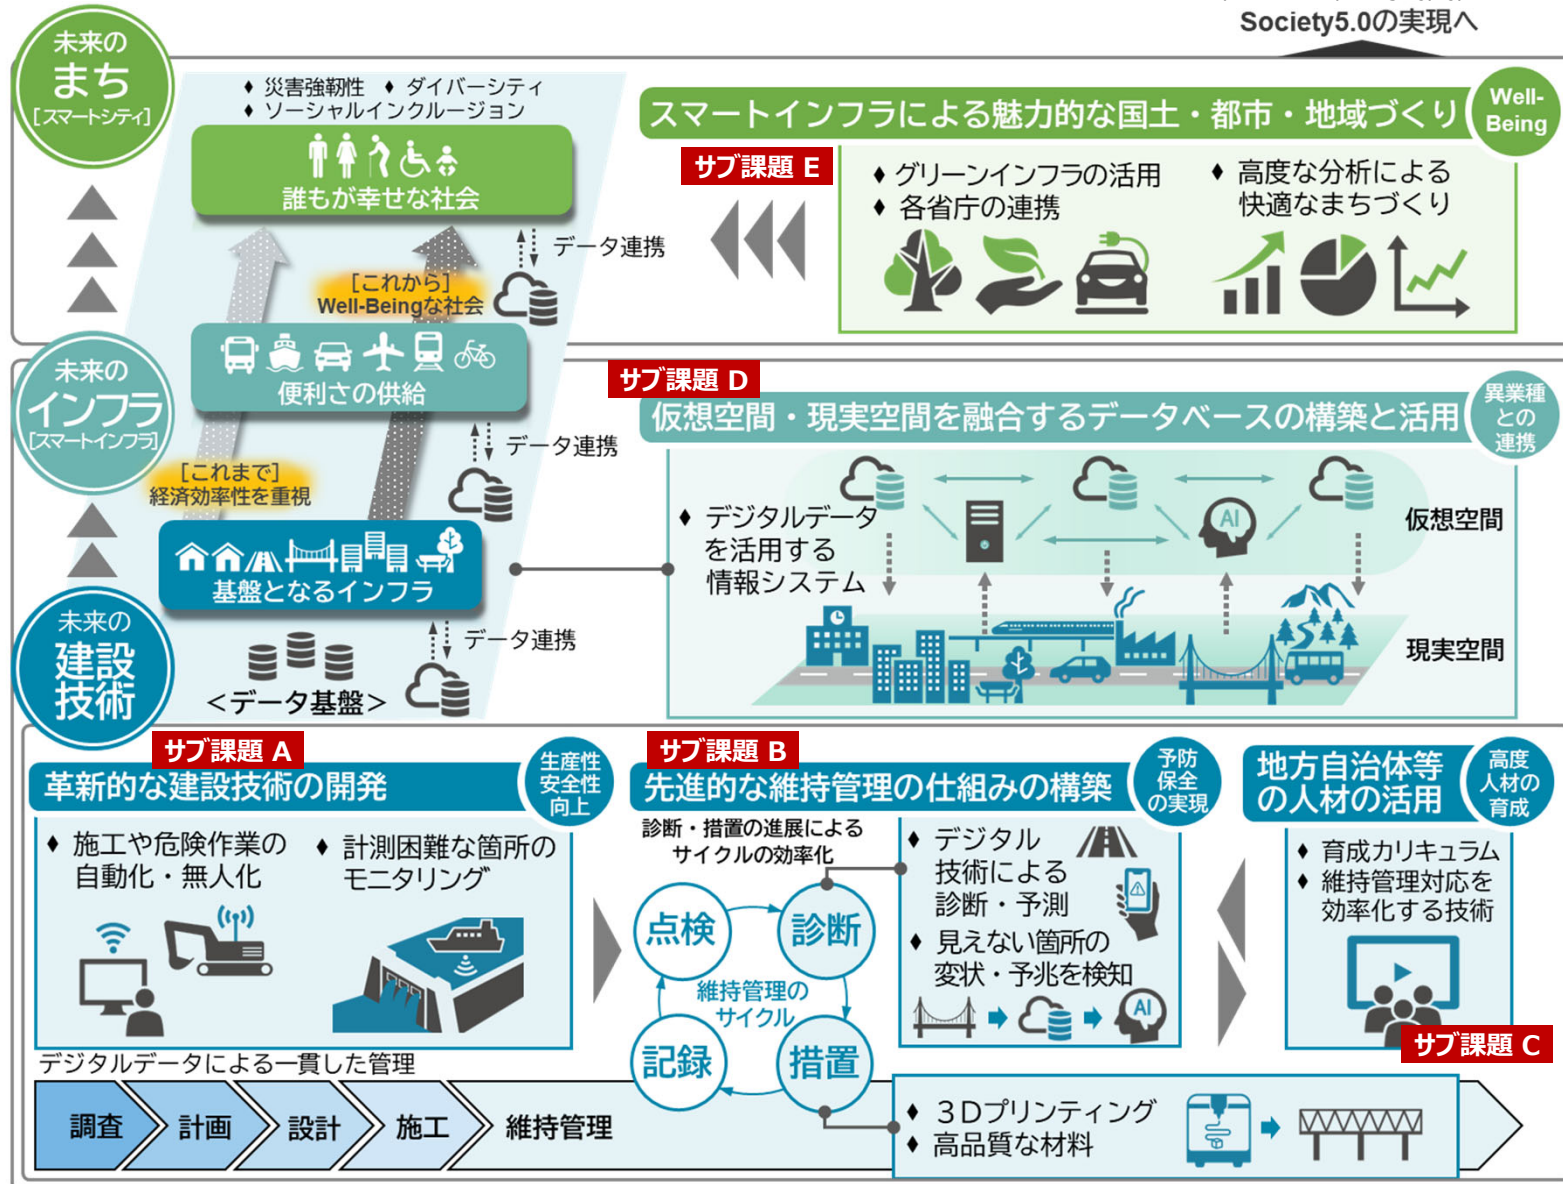 Society5.0の実現へ
未来の
まち
[スマートシティ]
♦ 災害強靭性 ♦ ダイバーシティ
♦ ソーシャルインクルージョン
誰もが幸せな社会
データ連携
[これから]
Well-Beingな社会
スマートインフラによる魅力的な国土・都市・地域づくり
Well-
Being
サブ課題 E
♦ グリーンインフラの活用
♦ 各省庁の連携
♦ 高度な分析による
快適なまちづくり
未来の
インフラ
[スマートインフラ]
便利さの供給
データ連携
[これまで]
経済効率性を重視
基盤となるインフラ
データ連携
<データ基盤>
サブ課題 D
仮想空間・現実空間を融合するデータベースの構築と活用
異業種
との
連携
♦ デジタルデータ
を活用する
情報システム
AI
仮想空間
現実空間
未来の
建設
技術
サブ課題 A
革新的な建設技術の開発
生産性
安全性
向上
♦ 施工や危険作業の
自動化・無人化
♦ 計測困難な箇所の
モニタリング
サブ課題 B
先進的な維持管理の仕組みの構築
予防
保全
の実現
診断・措置の進展による
サイクルの効率化
点検
診断
維持管理の
サイクル
記録
措置
♦ デジタル
技術による
診断・予測
♦ 見えない箇所の
変状・予兆を検知
AI
地方自治体等
の人材の活用
高度
人材の
育成
♦ 育成カリキュラム
♦ 維持管理対応を
効率化する技術
サブ課題 C
デジタルデータによる一貫した管理
調査
計画
設計
施工
維持管理
♦ 3Dプリンティング
♦ 高品質な材料